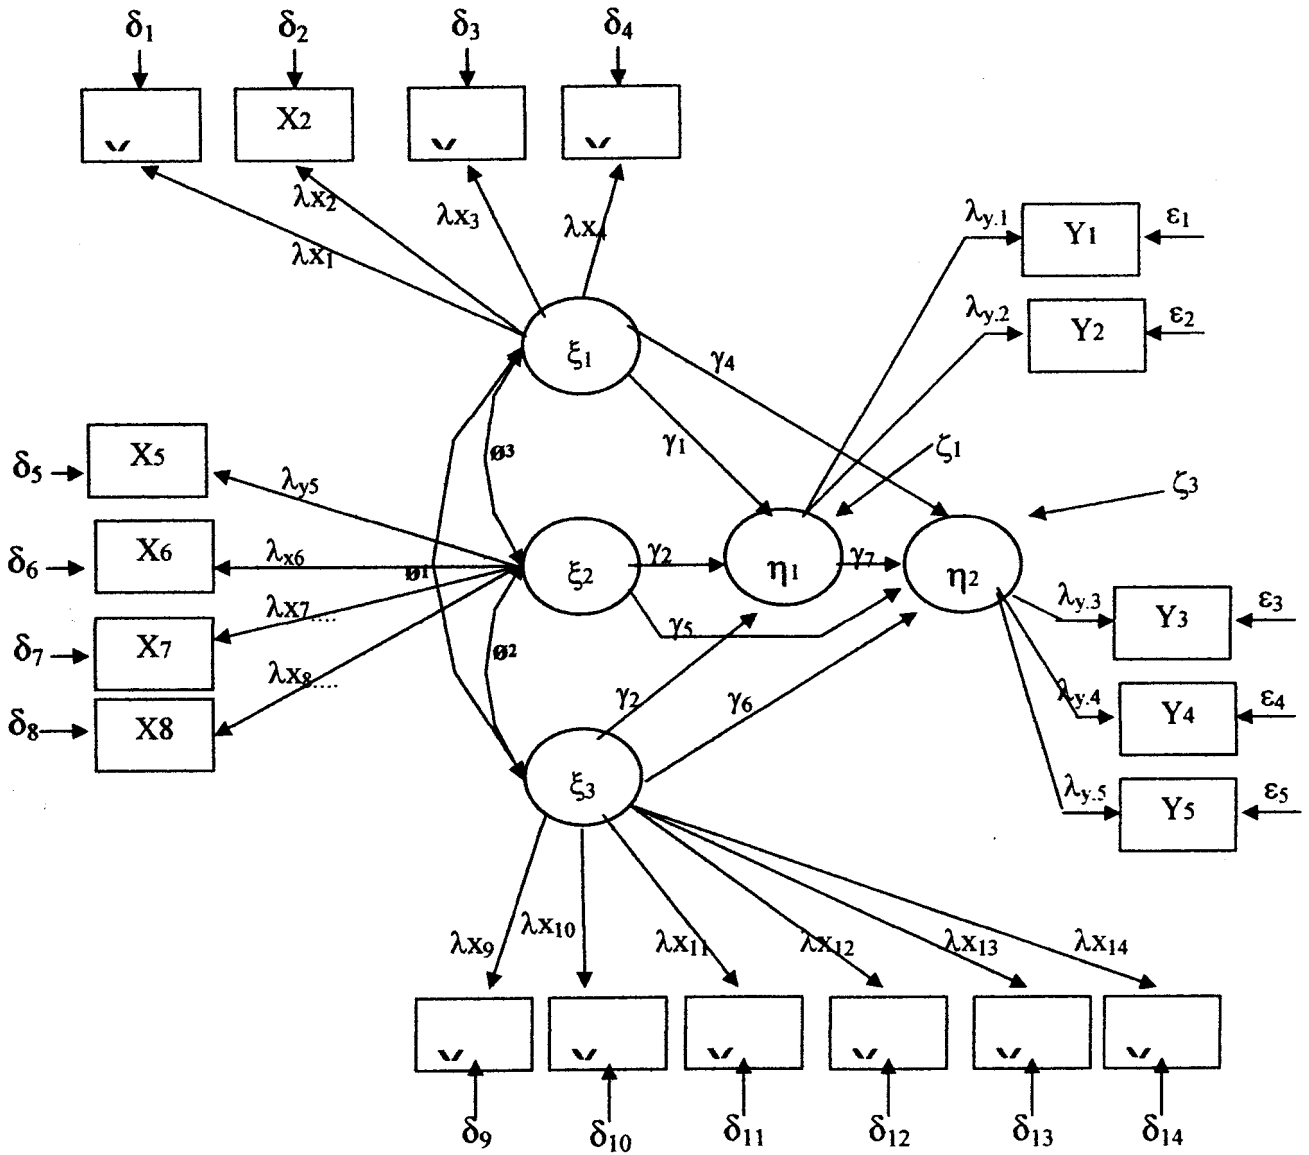 δ1 δ2 δ3 δ4
X2
λx2 λx3 λx4
λx1
λy.1 Y1 ε1
λy.2 Y2 ε2
ξ1
γ4
γ1
ζ1
ζ3
ø3
δ5 X5 λy5
δ6 X6 λx6
ø1
ξ2 γ2 η1 γ7 η2
δ7 X7 λx7....
γ5
δ8 X8 λx8....
ø2
γ2 γ6
λy.3 Y3 ε3
λy.4 Y4 ε4
λy.5 Y5 ε5
ξ3
λx9 λx10 λx11 λx12 λx13 λx14
δ9 δ10 δ11 δ12 δ13 δ14